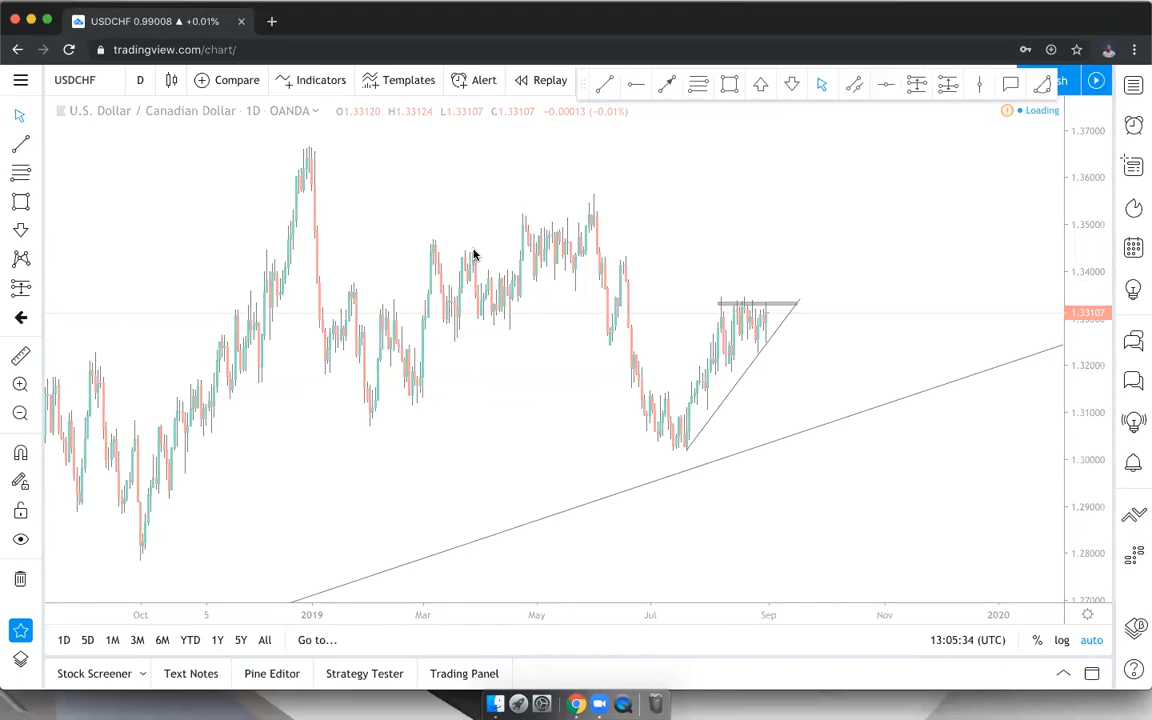 USDCHF 0.99008 ▲ +0.01%
tradingview.com/chart/
USDCHF D Compare Indicators Templates Alert Replay
U.S. Dollar / Canadian Dollar · 1D · OANDA O1.33120 H1.33124 L1.33107 C1.33107 -0.00013 (-0.01%) Loading
1.37000
1.36000
1.35000
1.34000
1.33107
1.32000
1.31000
1.30000
1.29000
1.28000
Oct 5 2019 Mar May Jul Sep Nov 2020
1D 5D 1M 3M 6M YTD 1Y 5Y All Go to... 13:05:34 (UTC) % log auto
Stock Screener Text Notes Pine Editor Strategy Tester Trading Panel